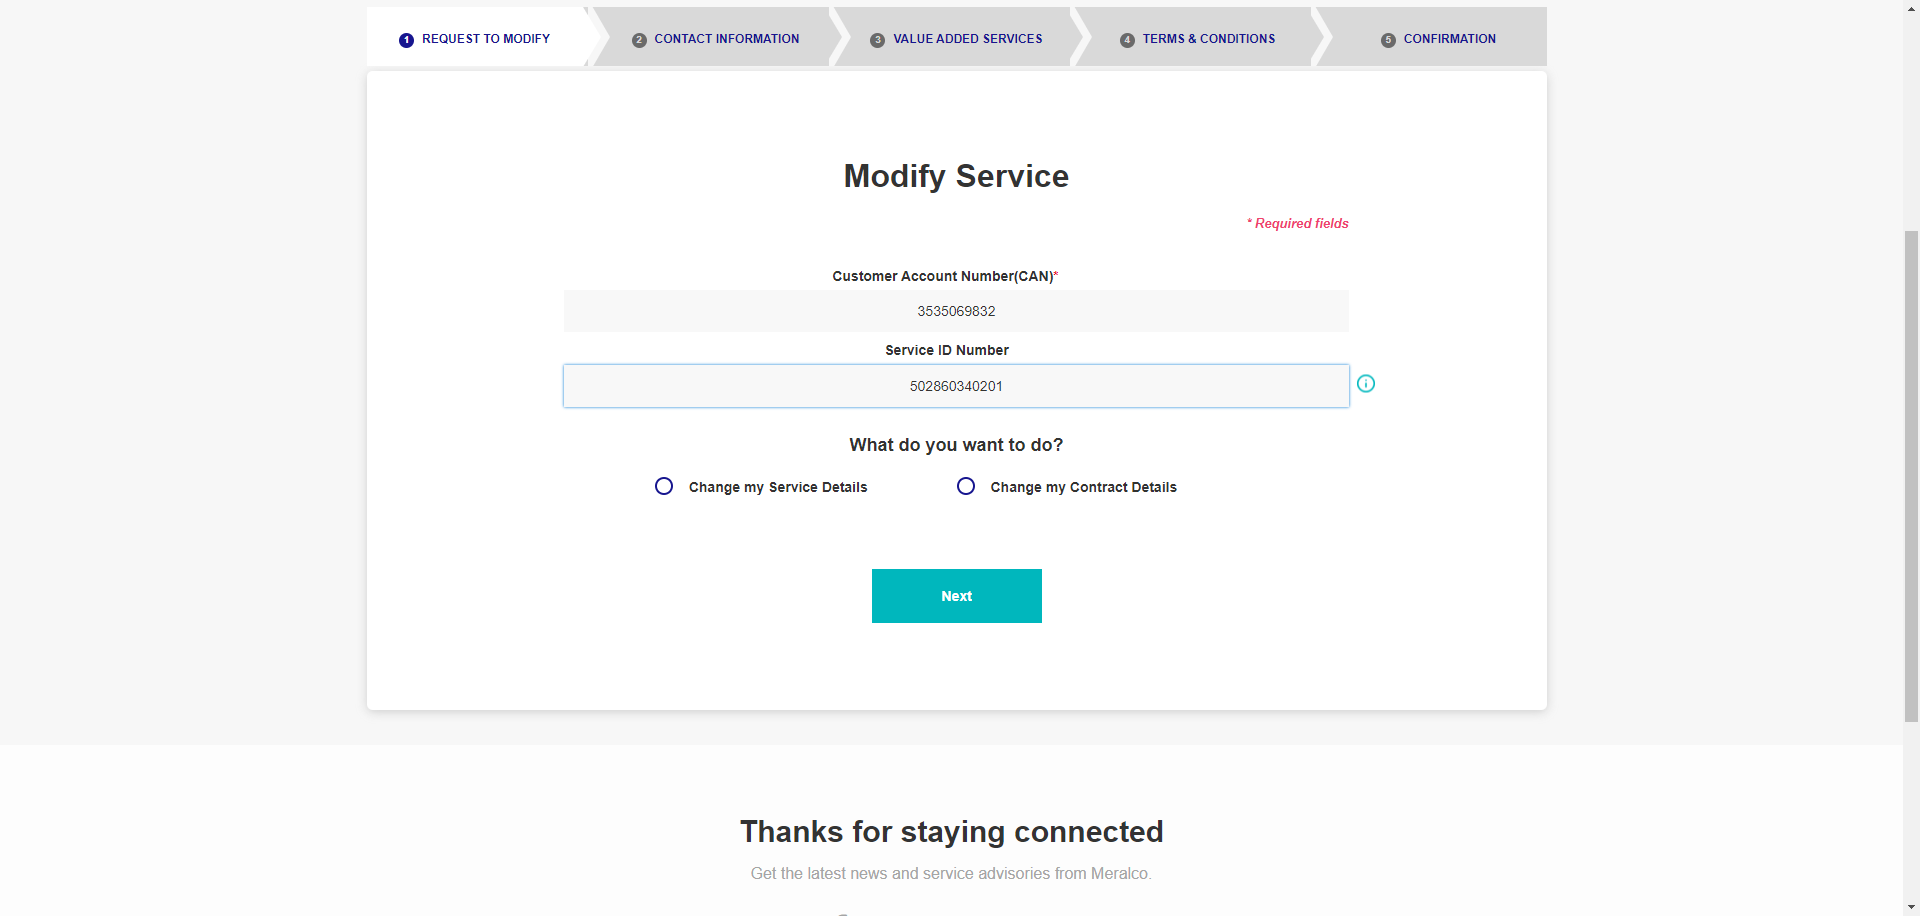 1 REQUEST TO MODIFY
2 CONTACT INFORMATION
3 VALUE ADDED SERVICES
4 TERMS & CONDITIONS
5 CONFIRMATION
Modify Service
* Required fields
Customer Account Number(CAN)*
3535069832
Service ID Number
502860340201
What do you want to do?
Change my Service Details
Change my Contract Details
Next
Thanks for staying connected
Get the latest news and service advisories from Meralco.